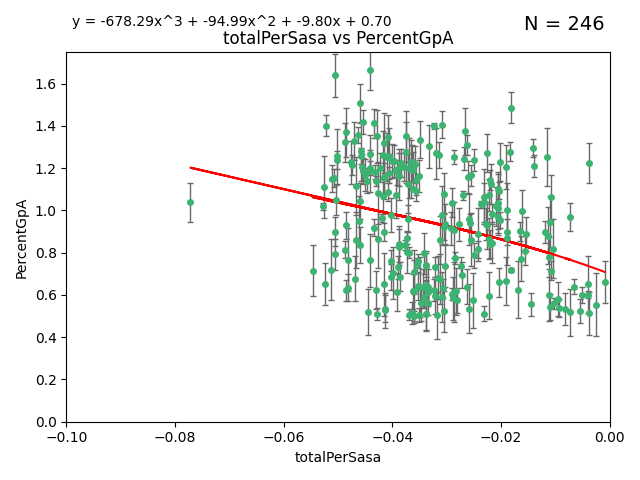 y = -678.29x^3 + -94.99x^2 + -9.80x + 0.70
N = 246
totalPerSasa vs PercentGpA
PercentGpA
1.6
1.4
1.2
1.0
0.8
0.6
0.4
0.2
0.0
−0.10 −0.08 −0.06 −0.04 −0.02 0.00
totalPerSasa